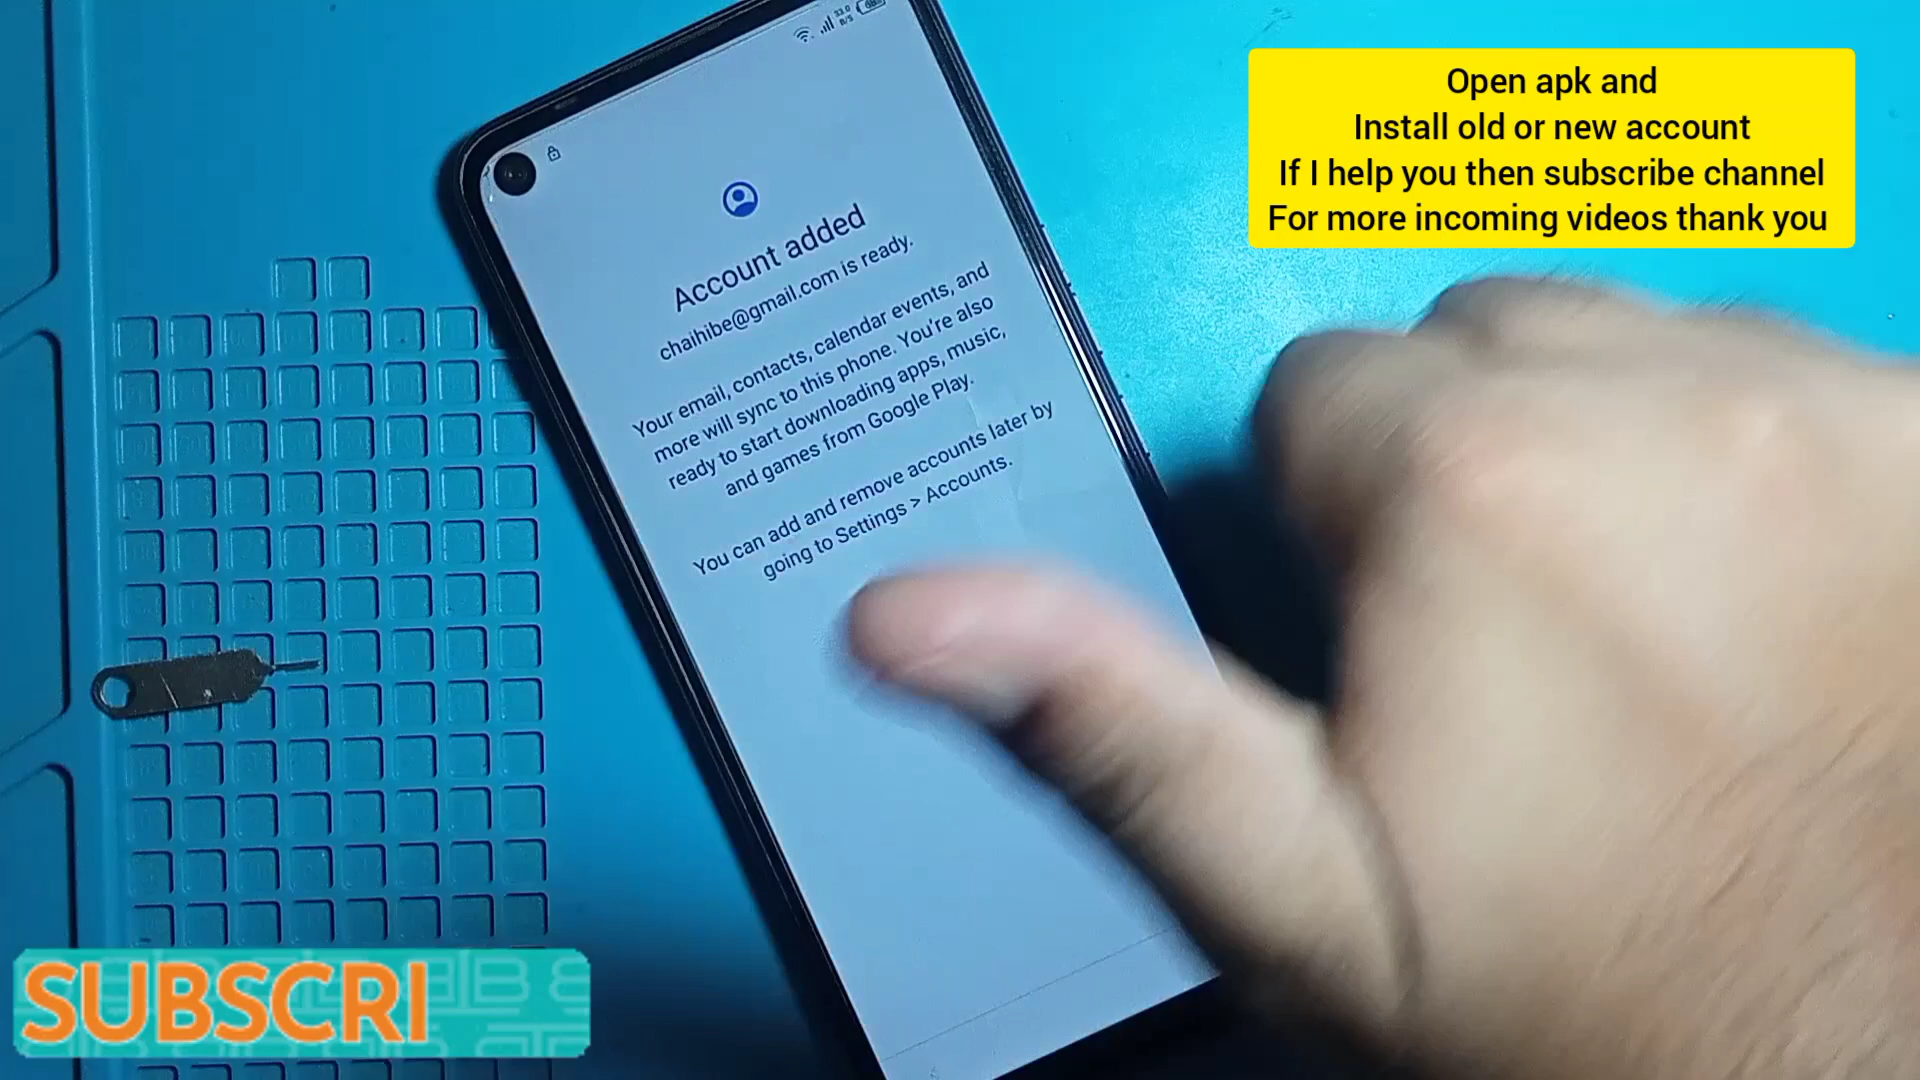 33.0
B/S
Account added
chaihibe@gmail.com is ready.
Your email, contacts, calendar events, and
more will sync to this phone. You're also
ready to start downloading apps, music,
and games from Google Play.
You can add and remove accounts later by
going to Settings > Accounts.
Open apk and
Install old or new account
If I help you then subscribe channel
For more incoming videos thank you
SUBSCRI